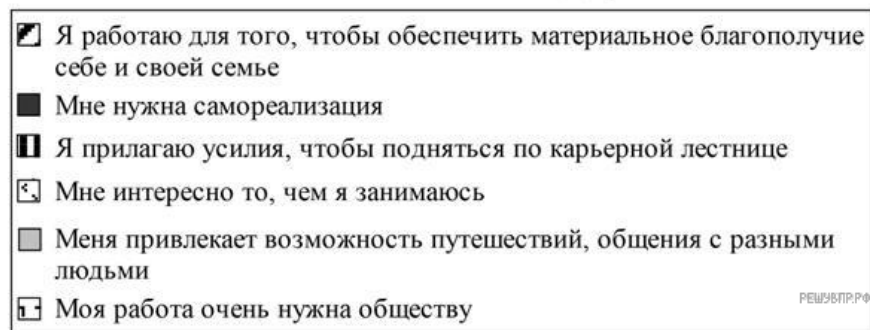 Я работаю для того, чтобы обеспечить материальное благополучие
себе и своей семье
Мне нужна самореализация
Я прилагаю усилия, чтобы подняться по карьерной лестнице
Мне интересно то, чем я занимаюсь
Меня привлекает возможность путешествий, общения с разными
людьми
Моя работа очень нужна обществу
РЕШУВПР.РФ